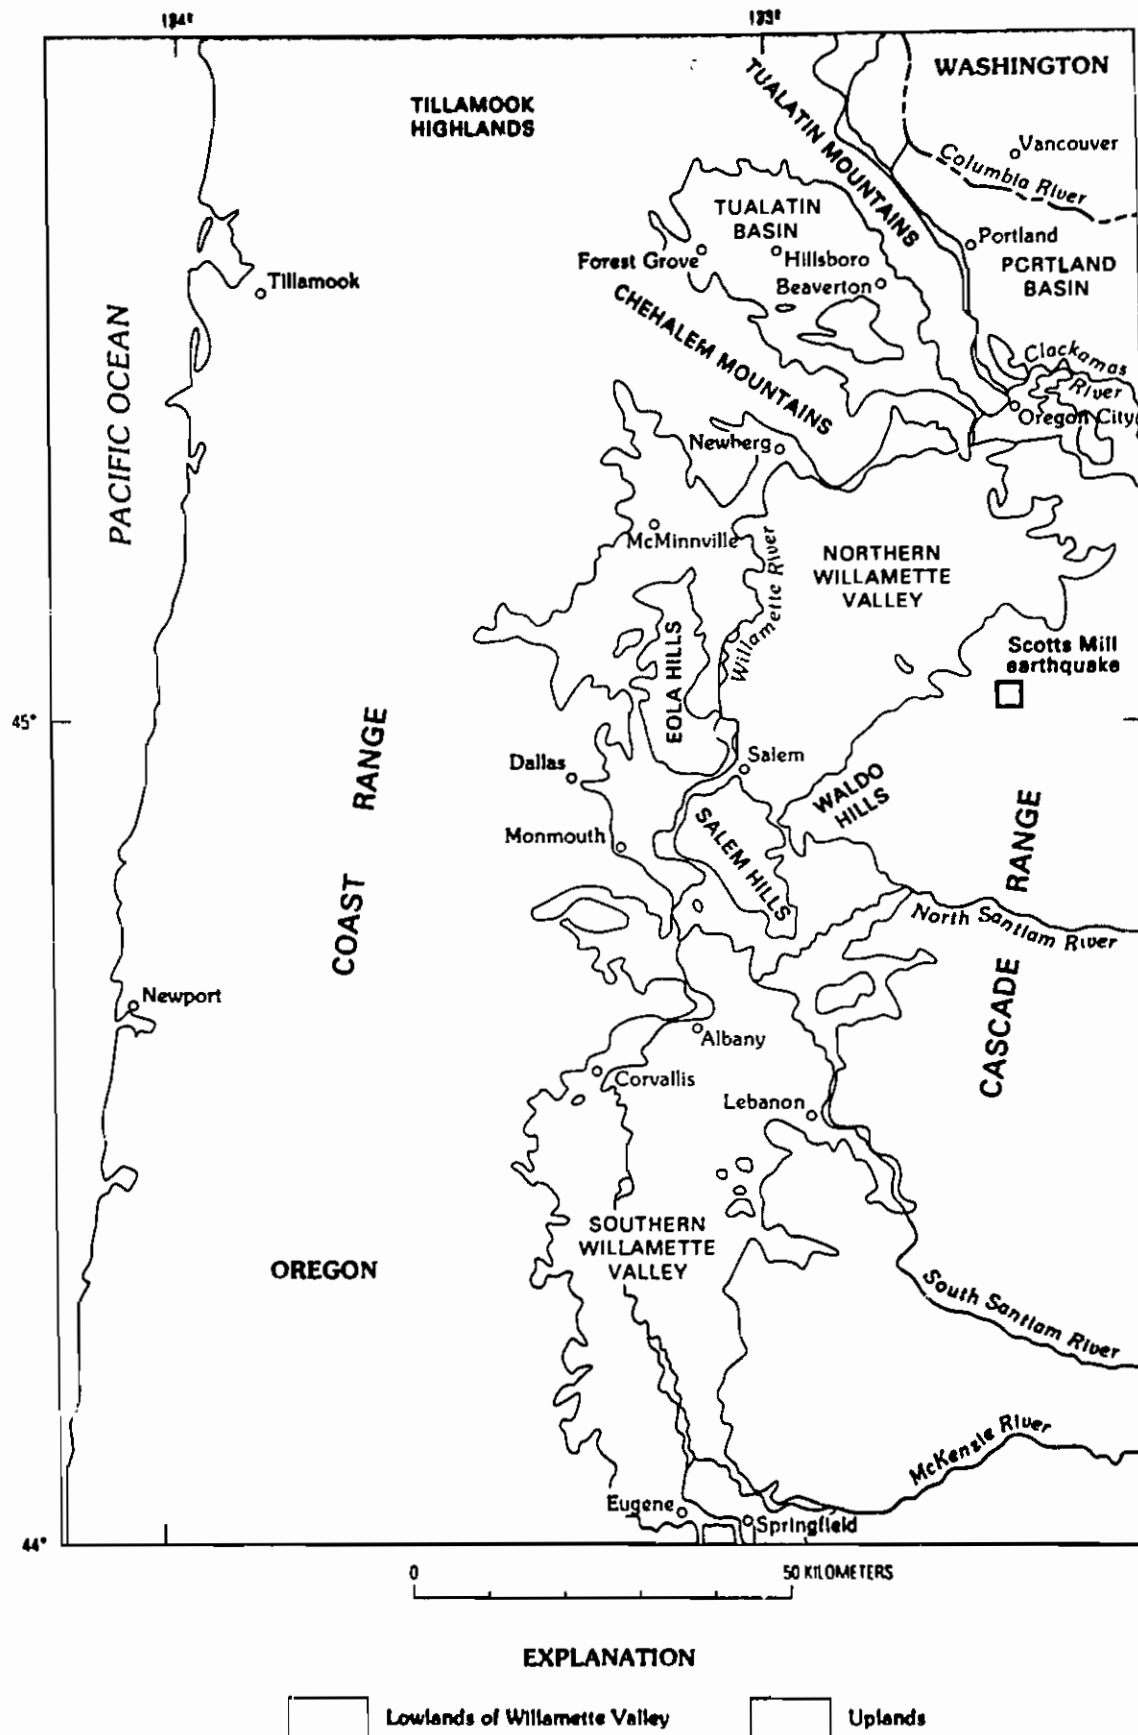 124°
123°
WASHINGTON
TILLAMOOK
HIGHLANDS
TUALATIN MOUNTAINS
Vancouver
Columbia River
TUALATIN
BASIN
Portland
Forest Grove
Hillsboro
PORTLAND
BASIN
Beaverton
Tillamook
CHEHALEM MOUNTAINS
PACIFIC OCEAN
Clackamas
River
Oregon City
Newberg
McMinnville
Willamette River
NORTHERN
WILLAMETTE
VALLEY
EOLA HILLS
Scotts Mill
earthquake
45°
COAST RANGE
Dallas
Salem
WALDO
HILLS
Monmouth
SALEM HILLS
CASCADE RANGE
North Santiam River
Newport
Albany
Corvallis
Lebanon
SOUTHERN
WILLAMETTE
VALLEY
OREGON
South Santiam River
McKenzie River
Eugene
Springfield
44°
0
50 KILOMETERS
EXPLANATION
Lowlands of Willamette Valley
Uplands